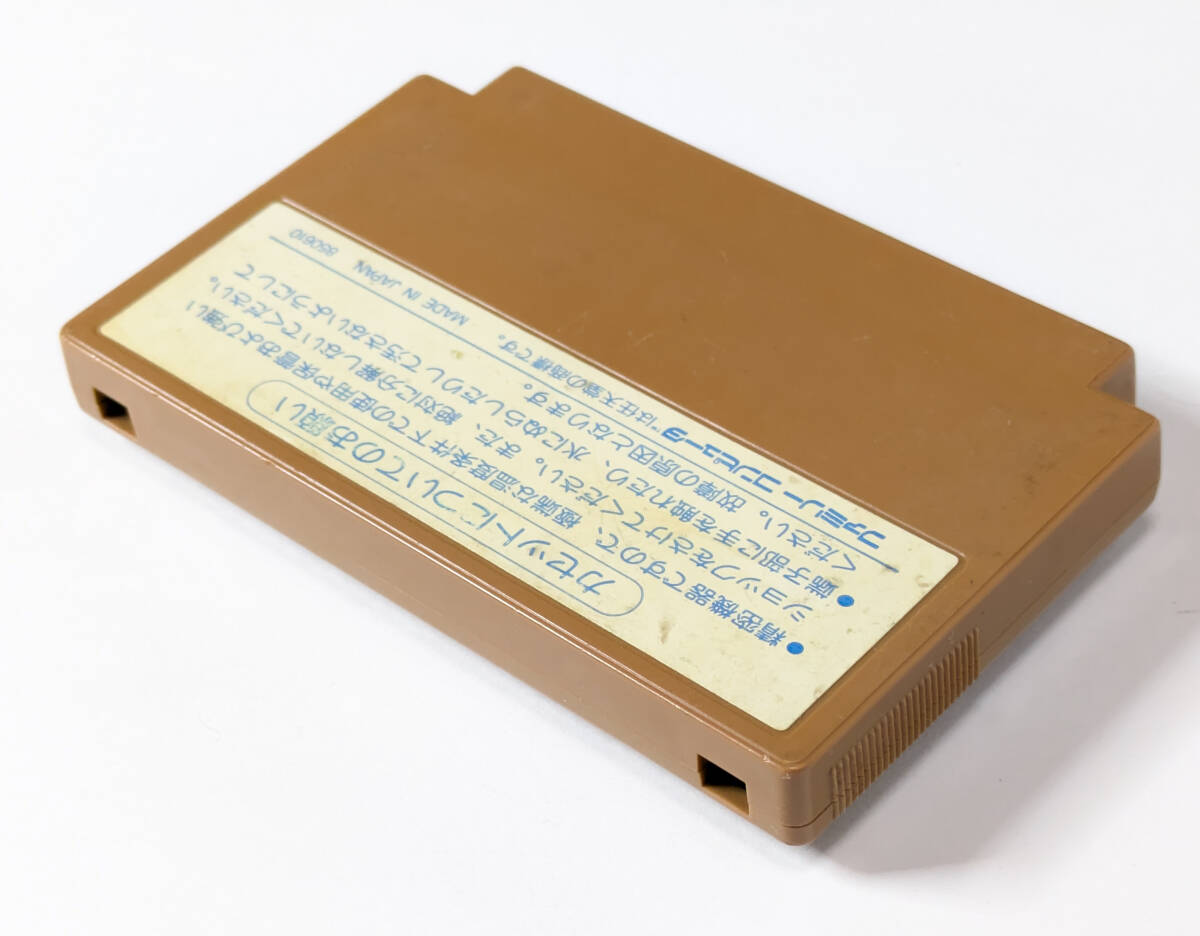 カセットについてのお願い
●精密機器ですので、極端な温度条件下での使用や保管および強い
ショックをさけてください。また、絶対に分解しないでください。
●端子部に手を触れたり、水にぬらしたりして汚さないようにして
ください。故障の原因となります。
ファミリーコンピュータ™は任天堂の商標です。 MADE IN JAPAN 850610